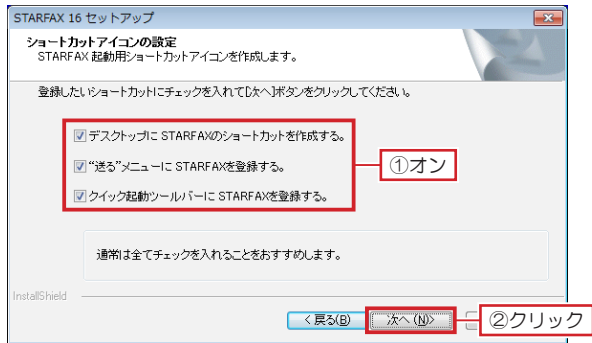 STARFAX 16 セットアップ
ショートカットアイコンの設定
STARFAX 起動用ショートカットアイコンを作成します。
登録したいショートカットにチェックを入れて[次へ]ボタンをクリックしてください。
デスクトップに STARFAXのショートカットを作成する。
“送る”メニューに STARFAXを登録する。
①オン
クイック起動ツールバーに STARFAXを登録する。
通常は全てチェックを入れることをおすすめします。
InstallShield
< 戻る(B)
次へ (N)>
②クリック